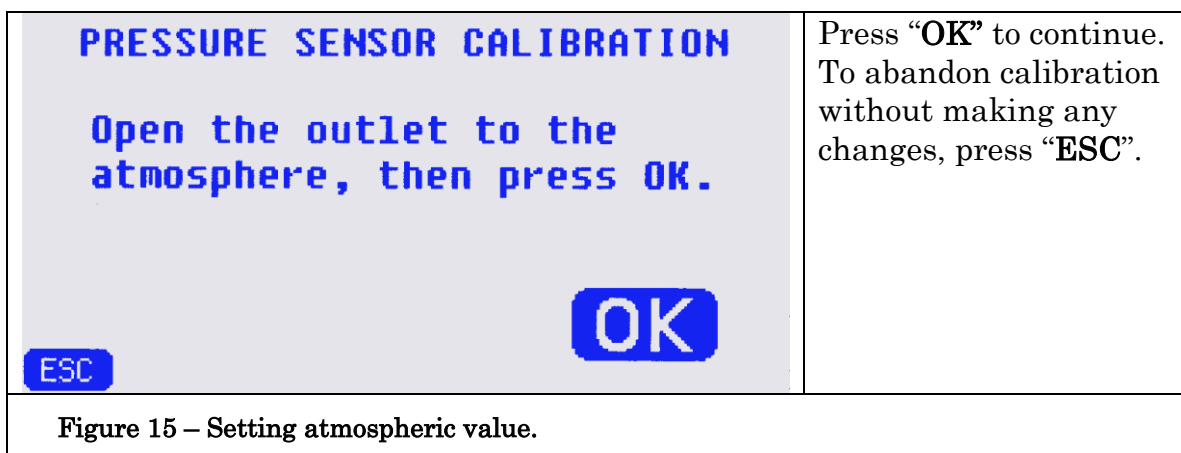 PRESSURE SENSOR CALIBRATION
Open the outlet to the
atmosphere, then press OK.
OK
ESC
Press “OK” to continue.
To abandon calibration
without making any
changes, press “ESC”.
Figure 15 – Setting atmospheric value.